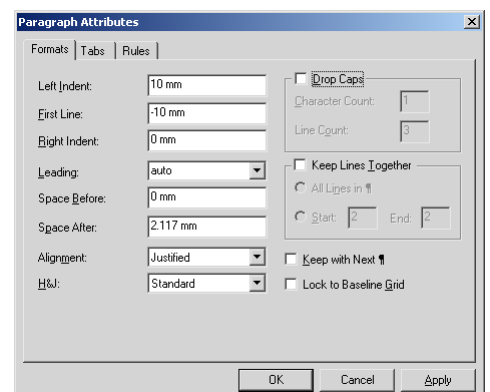 Paragraph Attributes
Formats Tabs Rules
Left Indent: 10 mm
First Line: -10 mm
Right Indent: 0 mm
Leading: auto
Space Before: 0 mm
Space After: 2.117 mm
Alignment: Justified
H&J: Standard
Drop Caps
Character Count: 1
Line Count: 3
Keep Lines Together
All Lines in ¶
Start: 2 End: 2
Keep with Next ¶
Lock to Baseline Grid
OK Cancel Apply